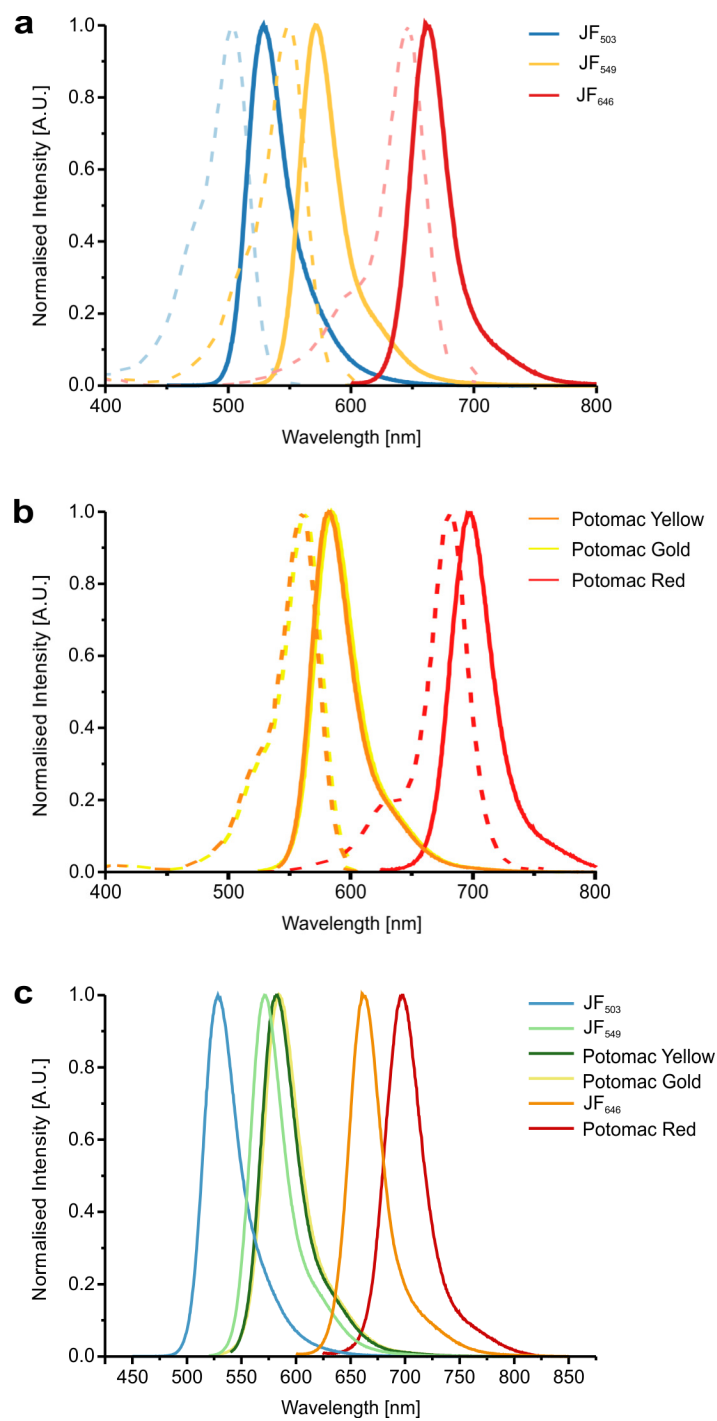 a
Normalised Intensity [A.U.]
1.0
0.8
0.6
0.4
0.2
0.0
400 500 600 700 800
Wavelength [nm]
JF503
JF549
JF646
b
Normalised Intensity [A.U.]
1.0
0.8
0.6
0.4
0.2
0.0
400 500 600 700 800
Wavelength [nm]
Potomac Yellow
Potomac Gold
Potomac Red
c
Normalised Intensity [A.U.]
1.0
0.8
0.6
0.4
0.2
0.0
450 500 550 600 650 700 750 800 850
Wavelength [nm]
JF503
JF549
Potomac Yellow
Potomac Gold
JF646
Potomac Red